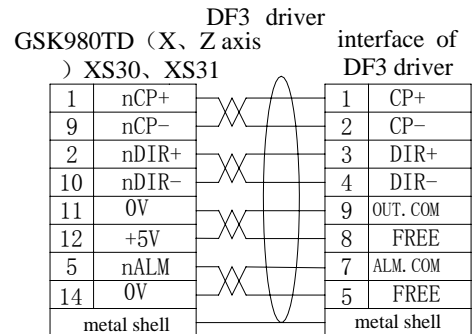 DF3 driver
GSK980TD（X、Z axis
）XS30、XS31
interface of
DF3 driver
1 nCP+ 1 CP+
9 nCP− 2 CP−
2 nDIR+ 3 DIR+
10 nDIR− 4 DIR−
11 0V 9 OUT.COM
12 +5V 8 FREE
5 nALM 7 ALM.COM
14 0V 5 FREE
metal shell metal shell